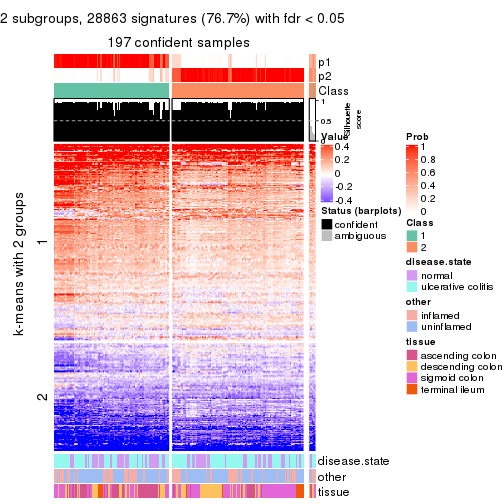 2 subgroups, 28863 signatures (76.7%) with fdr < 0.05
197 confident samples
p1
p2
Class
1
0.5
0
Silhouette
score
k-means with 2 groups
1
2
disease.state
other
tissue
Value
0.4
0.2
0
-0.2
-0.4
Status (barplots)
confident
ambiguous
Prob
1
0.8
0.6
0.4
0.2
0
Class
1
2
disease.state
normal
ulcerative colitis
other
inflamed
uninflamed
tissue
ascending colon
descending colon
sigmoid colon
terminal ileum